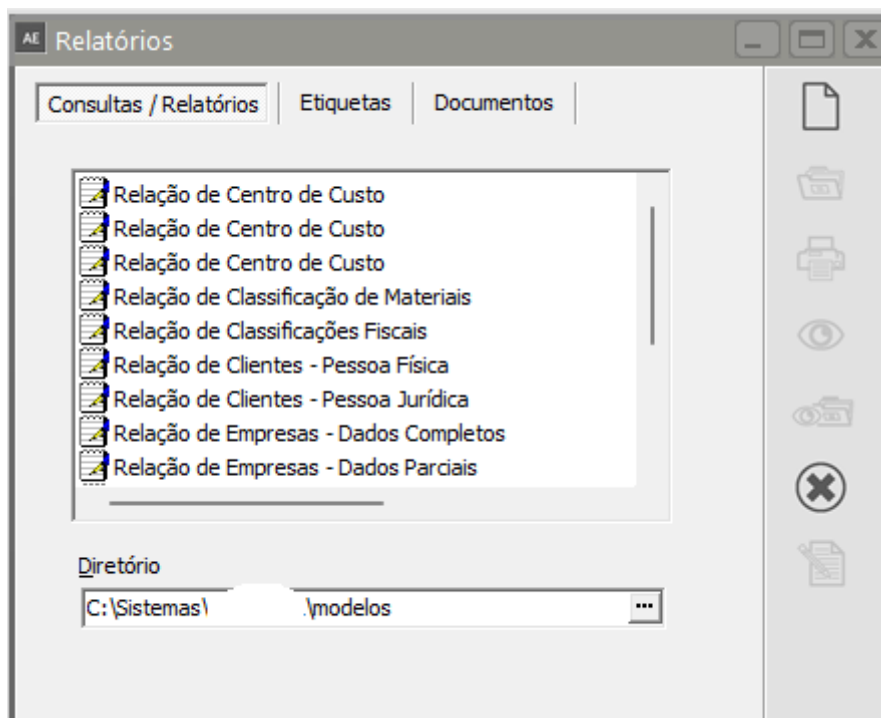 AE Relatórios
Consultas / Relatórios Etiquetas Documentos
Relação de Centro de Custo
Relação de Centro de Custo
Relação de Centro de Custo
Relação de Classificação de Materiais
Relação de Classificações Fiscais
Relação de Clientes - Pessoa Física
Relação de Clientes - Pessoa Jurídica
Relação de Empresas - Dados Completos
Relação de Empresas - Dados Parciais
Diretório
C:\Sistemas\ .\modelos ...